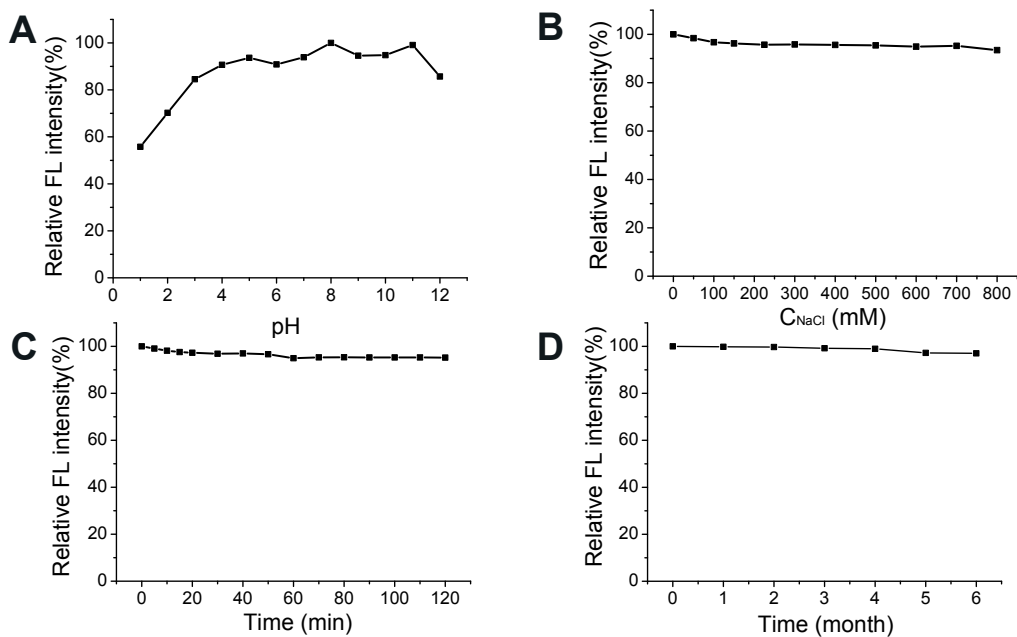 A
Relative FL intensity(%)
100
80
60
40
20
0
0 2 4 6 8 10 12
pH
B
Relative FL intensity(%)
100
80
60
40
20
0
0 100 200 300 400 500 600 700 800
CNaCl (mM)
C
Relative FL intensity(%)
100
80
60
40
20
0
0 20 40 60 80 100 120
Time (min)
D
Relative FL intensity(%)
100
80
60
40
20
0
0 1 2 3 4 5 6
Time (month)